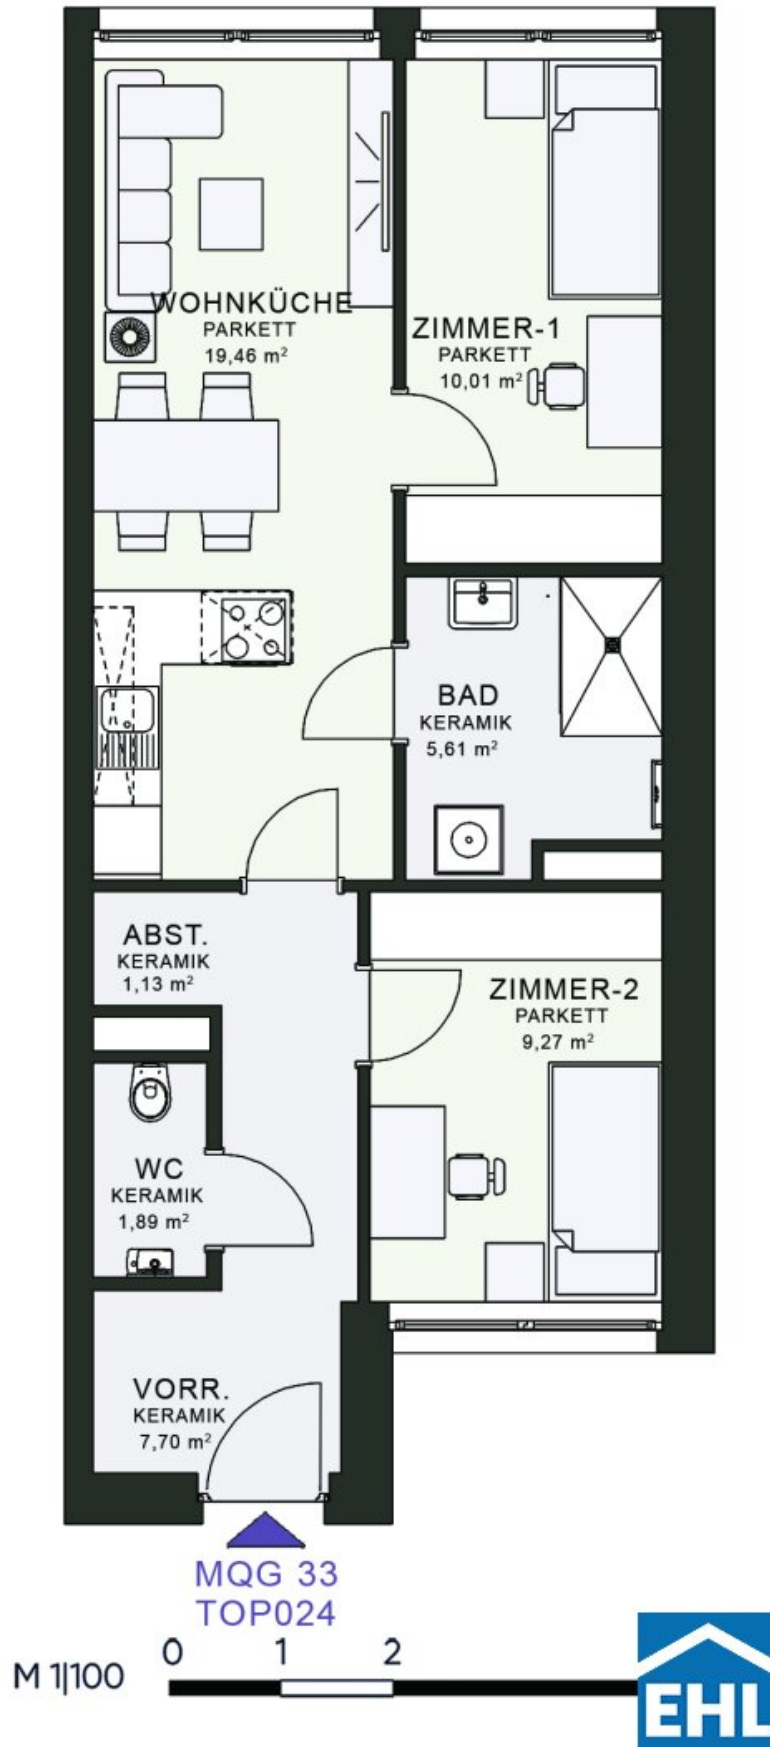 WOHNKÜCHE
PARKETT
19,46 m²
ZIMMER-1
PARKETT
10,01 m²
BAD
KERAMIK
5,61 m²
ABST.
KERAMIK
1,13 m²
ZIMMER-2
PARKETT
9,27 m²
WC
KERAMIK
1,89 m²
VORR.
KERAMIK
7,70 m²
MQG 33
TOP024
0 1 2
M 1|100
EHL